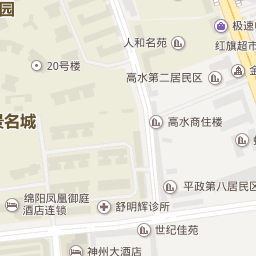 园
极速
人和名苑
红旗超市
金
20号楼
高水第二居民区
景名城
高水商住楼
平政第八居民区
绵阳凤凰御庭
酒店连锁
舒明辉诊所
世纪佳苑
神州大酒店